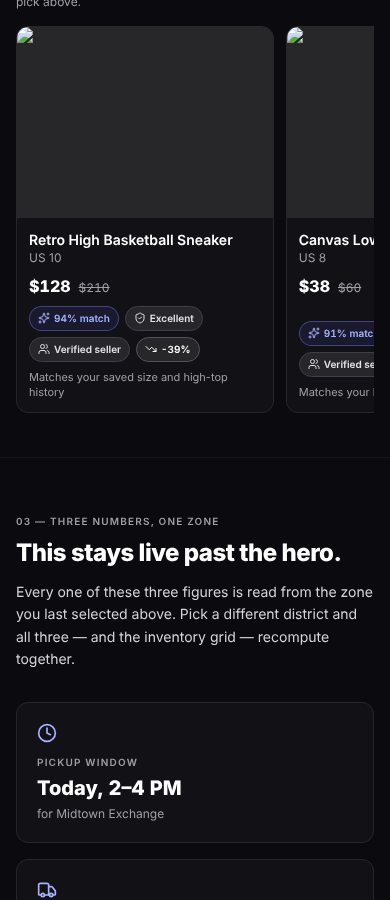 pick above.
Retro High Basketball Sneaker
US 10
$128 $210
94% match
Excellent
Verified seller
-39%
Matches your saved size and high-top
history
Canvas Low
US 8
$38 $60
91% matc
Verified se
Matches your
03 — THREE NUMBERS, ONE ZONE
This stays live past the hero.
Every one of these three figures is read from the zone
you last selected above. Pick a different district and
all three — and the inventory grid — recompute
together.
PICKUP WINDOW
Today, 2–4 PM
for Midtown Exchange